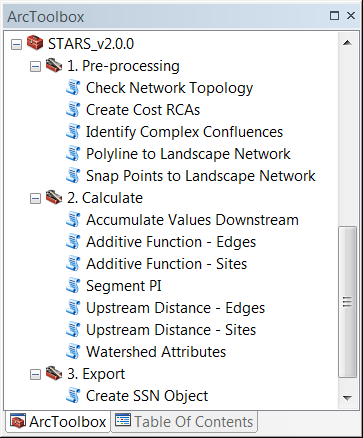 ArcToolbox
STARS_v2.0.0
1. Pre-processing
Check Network Topology
Create Cost RCAs
Identify Complex Confluences
Polyline to Landscape Network
Snap Points to Landscape Network
2. Calculate
Accumulate Values Downstream
Additive Function - Edges
Additive Function - Sites
Segment PI
Upstream Distance - Edges
Upstream Distance - Sites
Watershed Attributes
3. Export
Create SSN Object
ArcToolbox Table Of Contents